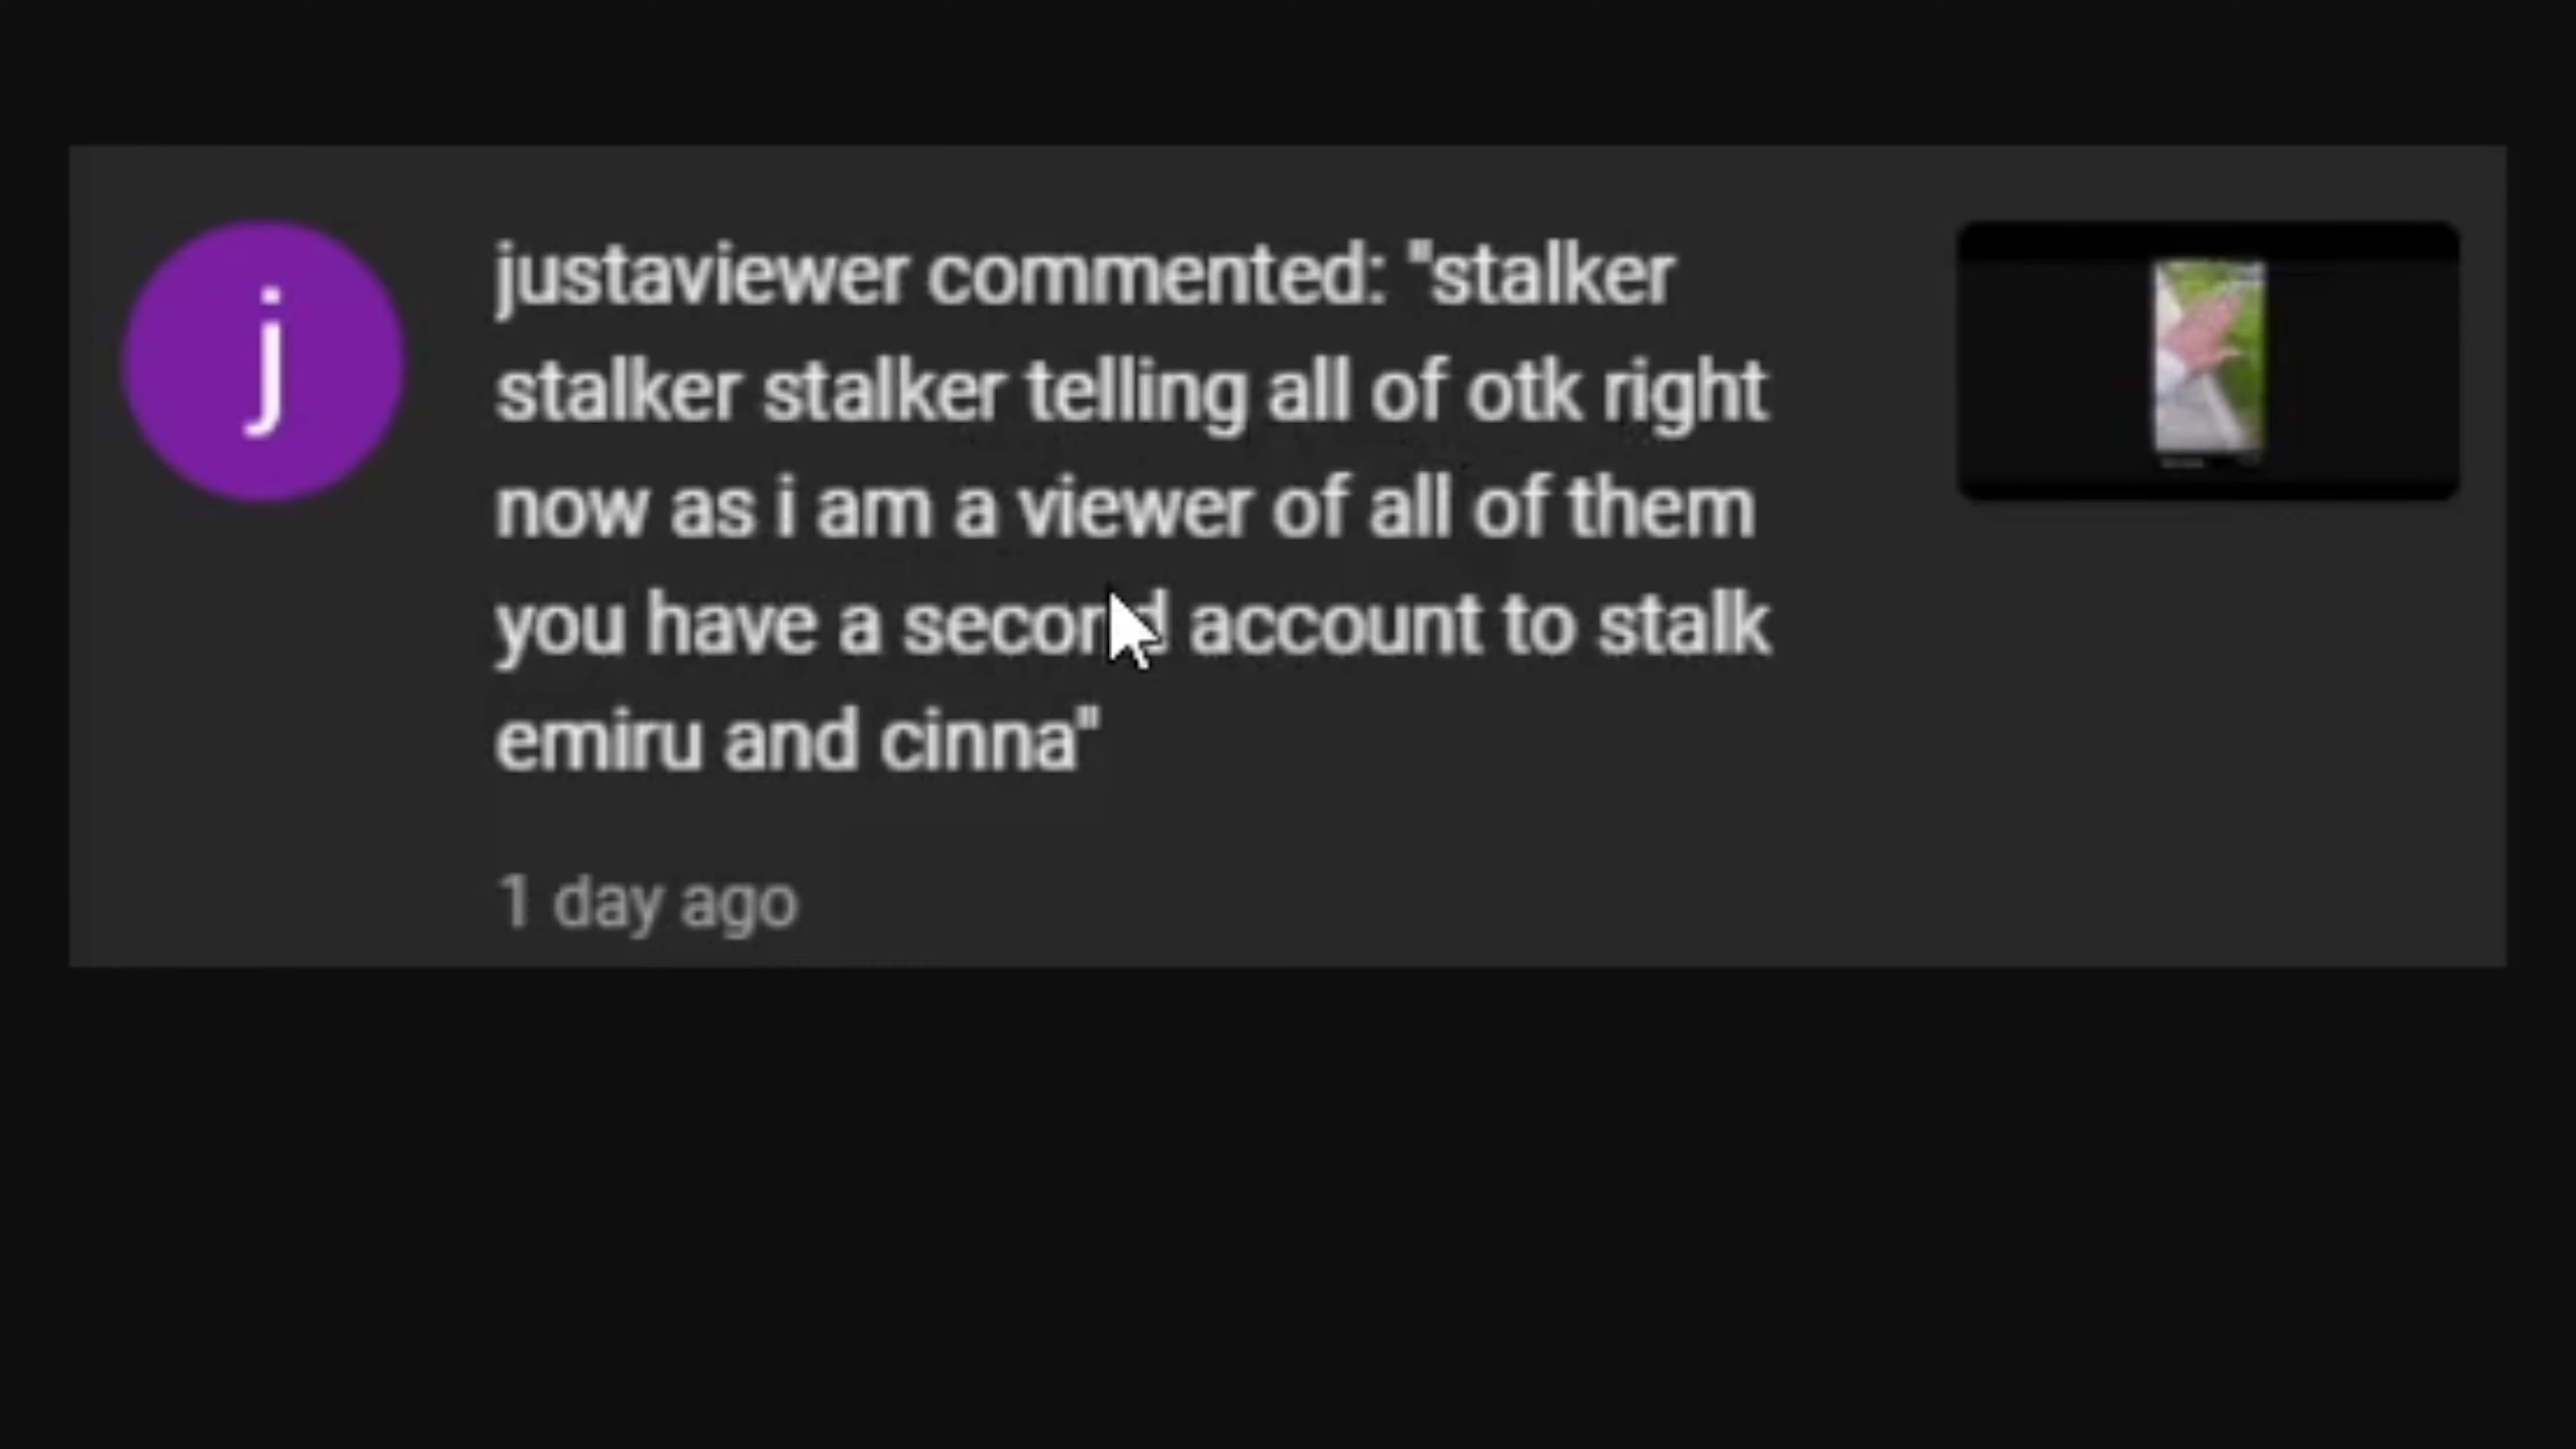 j
justaviewer commented: "stalker
stalker stalker telling all of otk right
now as i am a viewer of all of them
you have a second account to stalk
emiru and cinna"
1 day ago